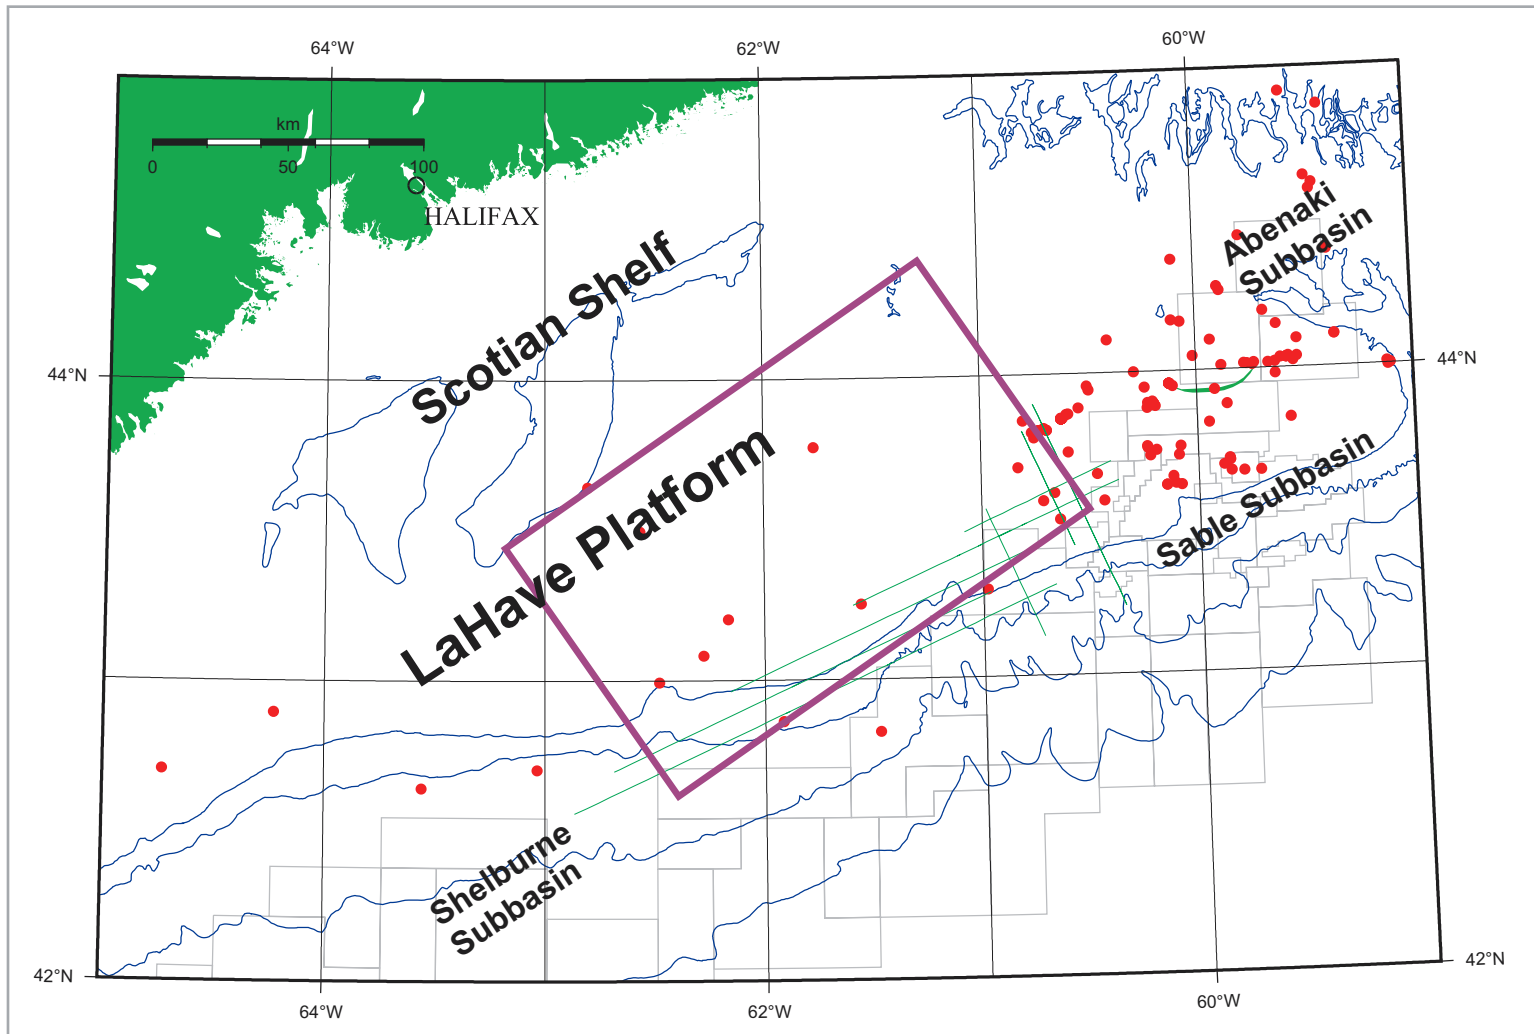 64°W
62°W
60°W
km
0
50
100
HALIFAX
Scotian Shelf
Abenaki
Subbasin
44°N
44°N
LaHave Platform
Sable Subbasin
Shelburne
Subbasin
42°N
42°N
64°W
62°W
60°W